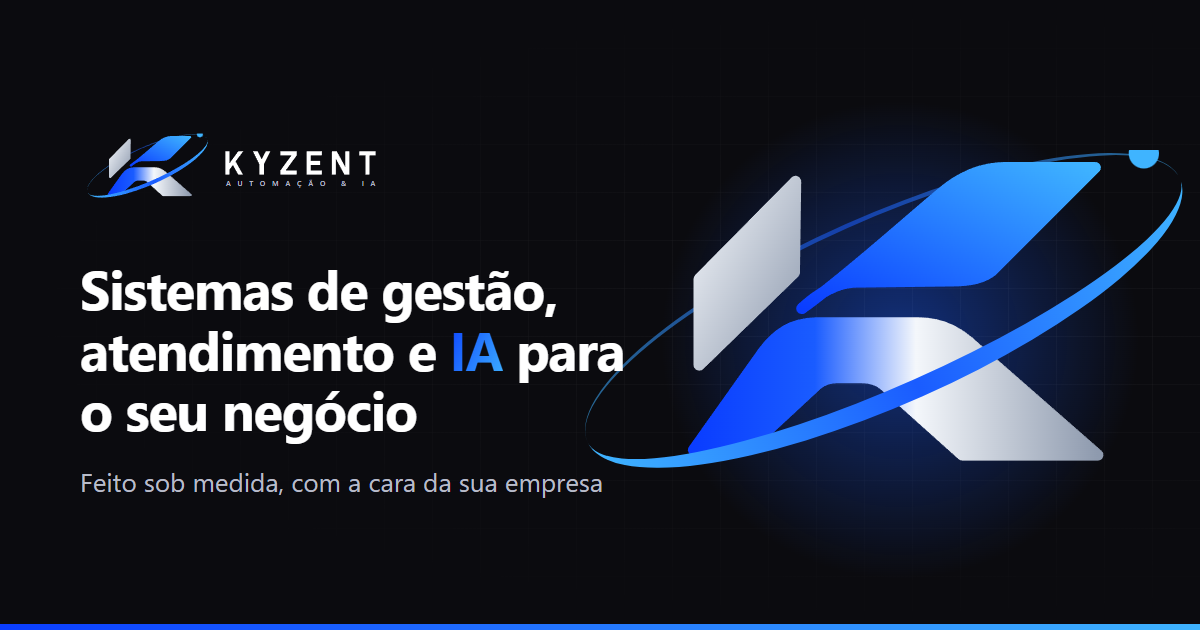 KYZENT
AUTOMAÇÃO & IA
Sistemas de gestão,
atendimento e IA para
o seu negócio
Feito sob medida, com a cara da sua empresa